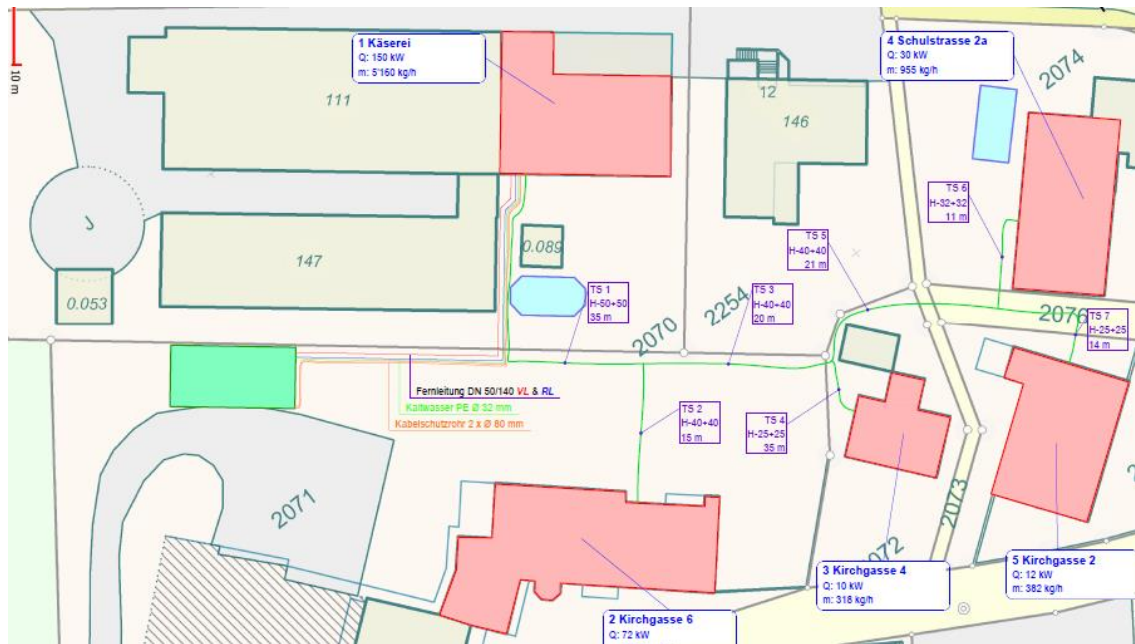 10 m
1 Käserei
Q: 150 kW
m: 5'160 kg/h
4 Schulstrasse 2a
Q: 30 kW
m: 955 kg/h
2074
111
12
146
J
147
0.053
0.089
TS 6
H-32+32
11 m
TS 5
H-40+40
21 m
TS 1
H-50+50
35 m
TS 3
H-40+40
20 m
2070
2254
2076
TS 7
H-25+25
14 m
Fernleitung DN 50/140 VL & RL
Kaltwasser PE Ø 32 mm
Kabelschutzrohr 2 x Ø 80 mm
TS 2
H-40+40
15 m
TS 4
H-25+25
35 m
2071
2073
3 Kirchgasse 4
Q: 10 kW
m: 318 kg/h
5 Kirchgasse 2
Q: 12 kW
m: 382 kg/h
2 Kirchgasse 6
Q: 72 kW